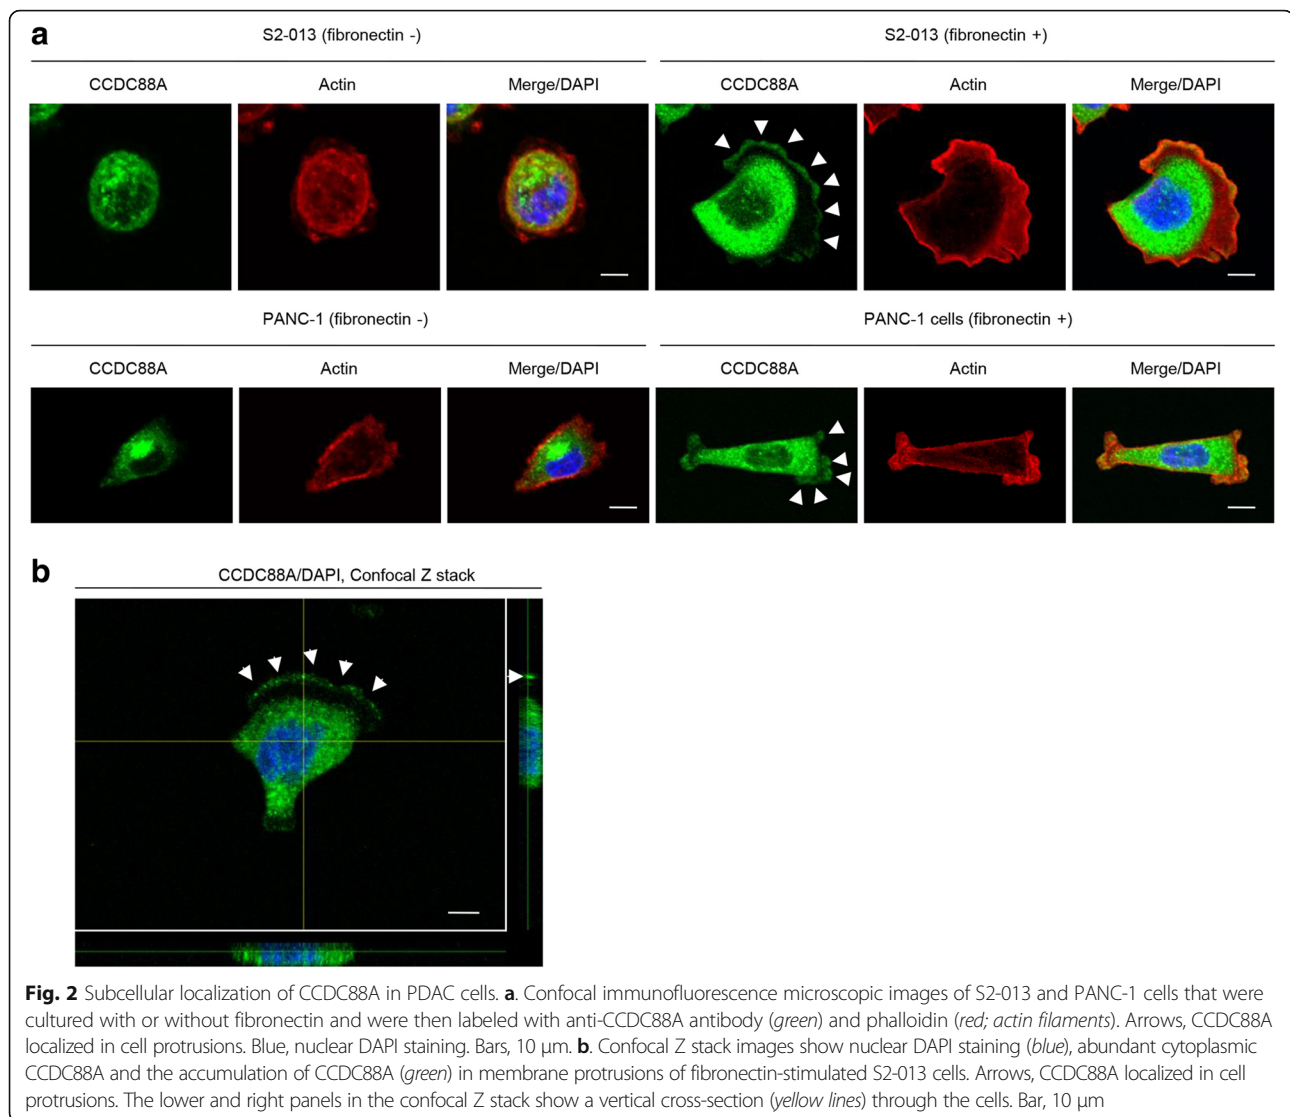 a
S2-013 (fibronectin -)
S2-013 (fibronectin +)
CCDC88A
Actin
Merge/DAPI
CCDC88A
Actin
Merge/DAPI
PANC-1 (fibronectin -)
PANC-1 cells (fibronectin +)
CCDC88A
Actin
Merge/DAPI
CCDC88A
Actin
Merge/DAPI
b
CCDC88A/DAPI, Confocal Z stack
Fig. 2 Subcellular localization of CCDC88A in PDAC cells. a. Confocal immunofluorescence microscopic images of S2-013 and PANC-1 cells that were
cultured with or without fibronectin and were then labeled with anti-CCDC88A antibody (green) and phalloidin (red; actin filaments). Arrows, CCDC88A
localized in cell protrusions. Blue, nuclear DAPI staining. Bars, 10 μm. b. Confocal Z stack images show nuclear DAPI staining (blue), abundant cytoplasmic
CCDC88A and the accumulation of CCDC88A (green) in membrane protrusions of fibronectin-stimulated S2-013 cells. Arrows, CCDC88A localized in cell
protrusions. The lower and right panels in the confocal Z stack show a vertical cross-section (yellow lines) through the cells. Bar, 10 μm